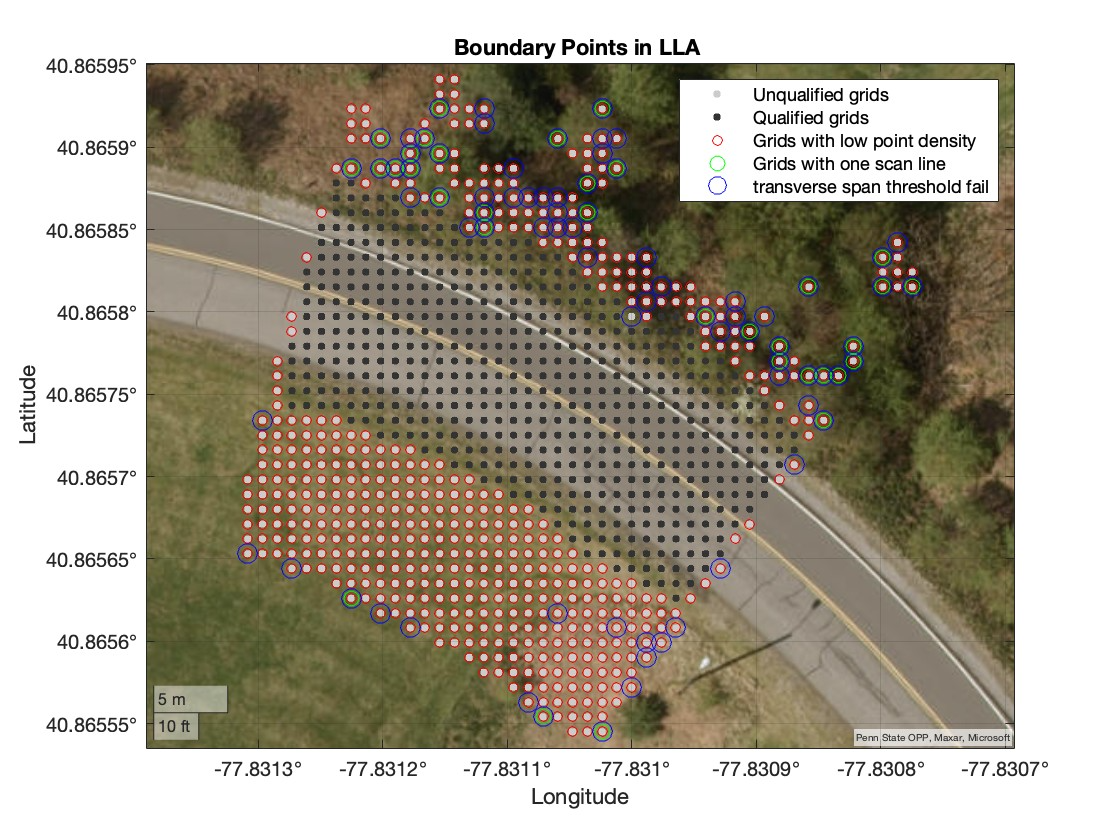 Boundary Points in LLA
40.86595°
40.8659°
40.86585°
40.8658°
40.86575°
40.8657°
40.86565°
40.8656°
40.86555°
Latitude
Unqualified grids
Qualified grids
Grids with low point density
Grids with one scan line
transverse span threshold fail
5 m
10 ft
Penn State OPP, Maxar, Microsoft
-77.8313°
-77.8312°
-77.8311°
-77.831°
-77.8309°
-77.8308°
-77.8307°
Longitude